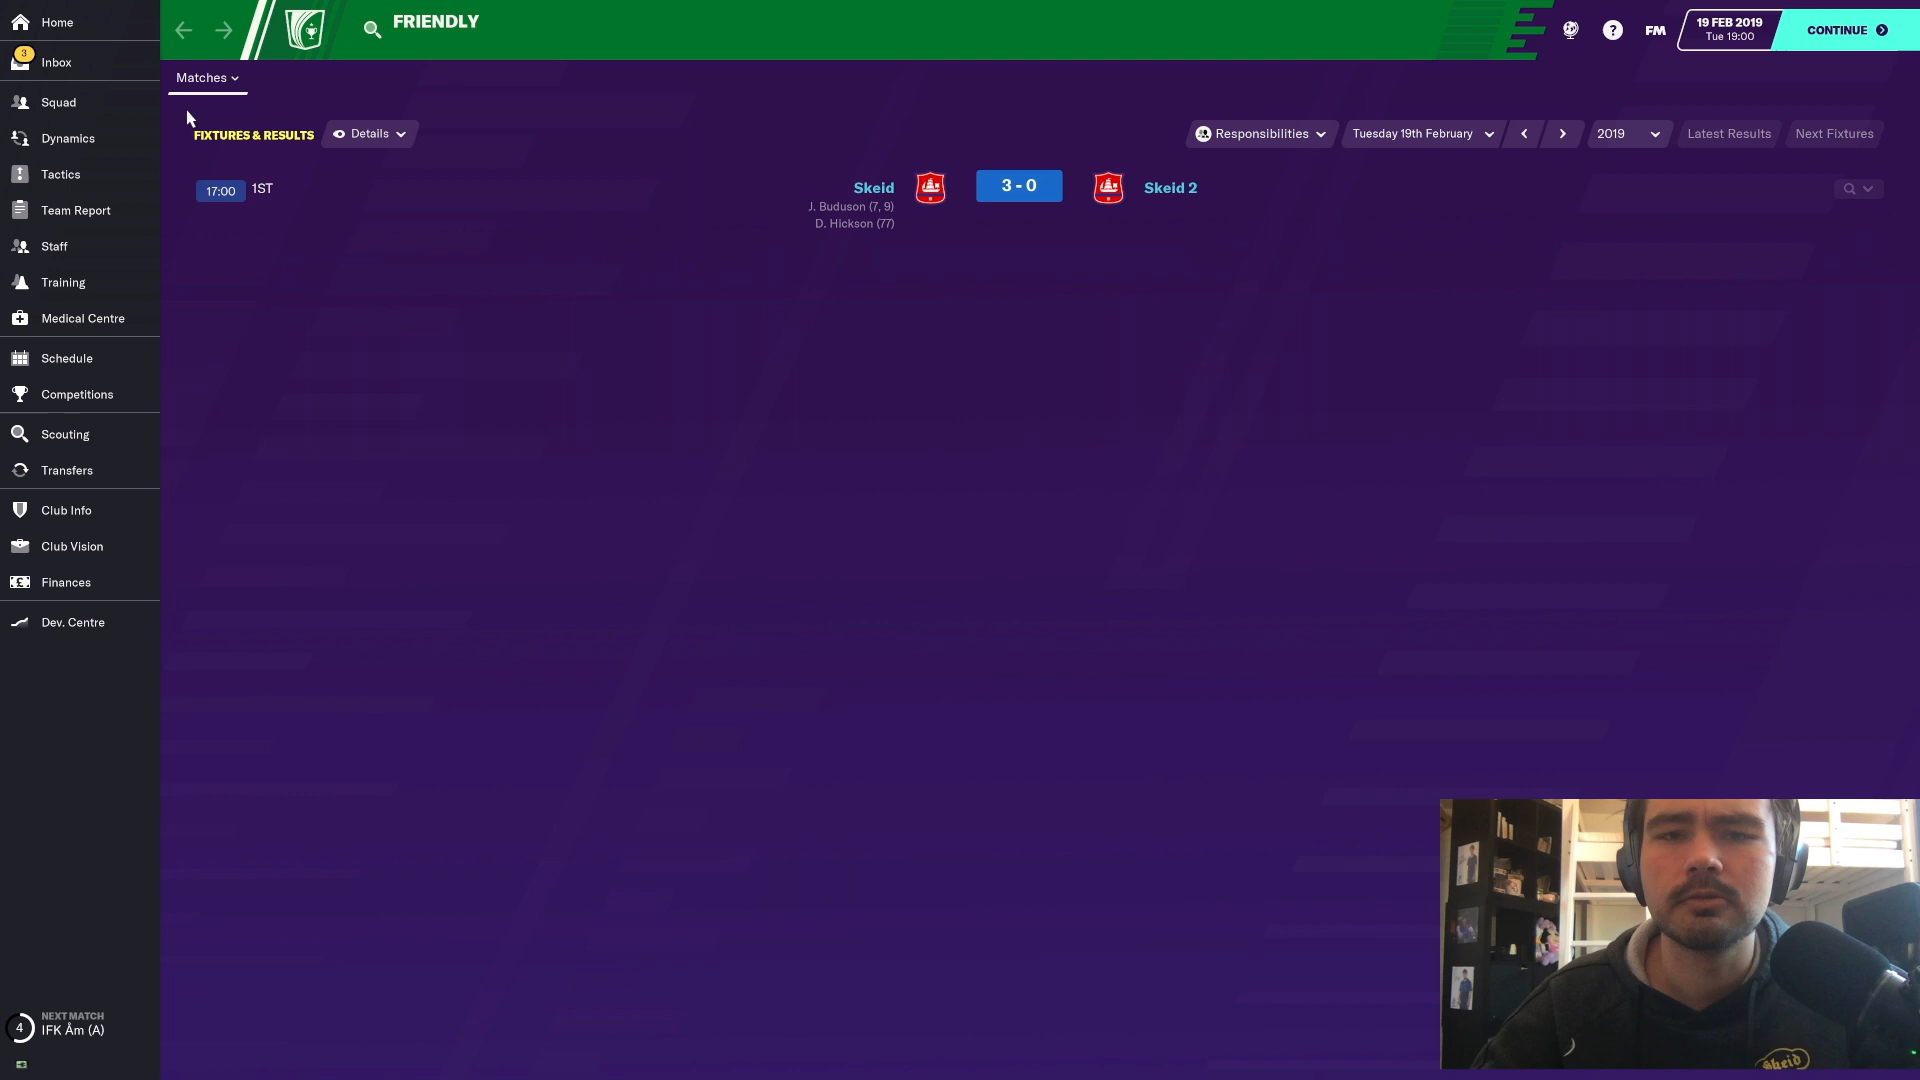 Home
3
Inbox
Squad
Dynamics
Tactics
Team Report
Staff
Training
Medical Centre
Schedule
Competitions
Scouting
Transfers
Club Info
Club Vision
Finances
Dev. Centre
4
NEXT MATCH
IFK Åm (A)
FRIENDLY
?
FM
19 FEB 2019
Tue 19:00
CONTINUE
Matches
FIXTURES & RESULTS
Details
Responsibilities
Tuesday 19th February
2019
Latest Results
Next Fixtures
17:00
1ST
Skeid
3 - 0
Skeid 2
J. Buduson (7, 9)
D. Hickson (77)
Skeid